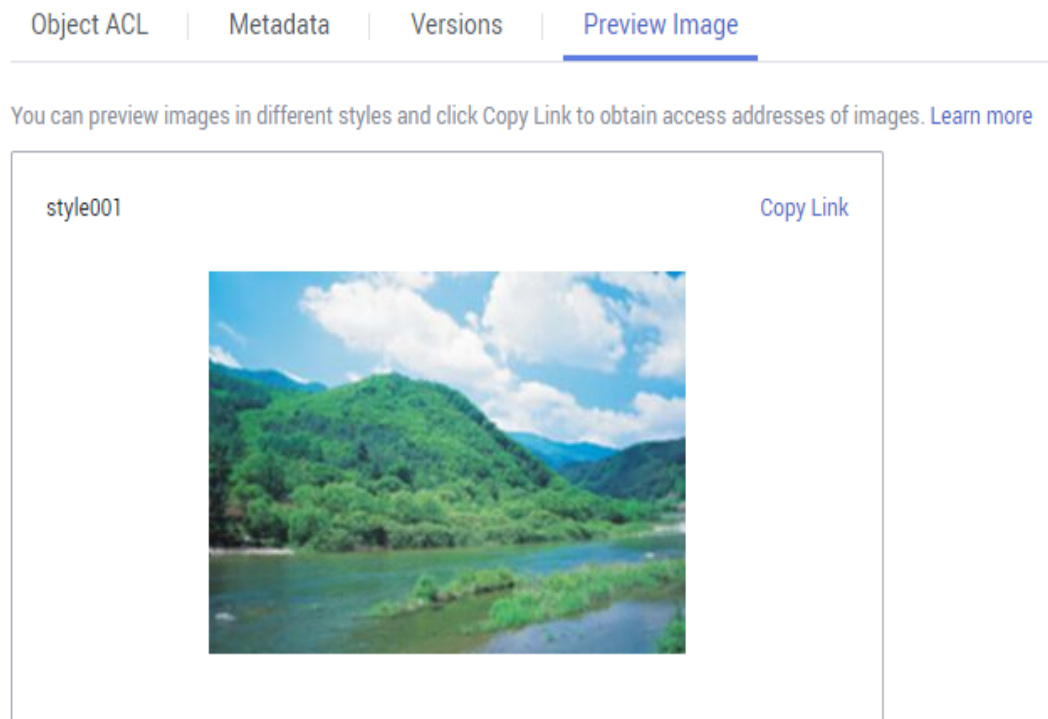 Object ACL Metadata Versions Preview Image
You can preview images in different styles and click Copy Link to obtain access addresses of images. Learn more
style001 Copy Link